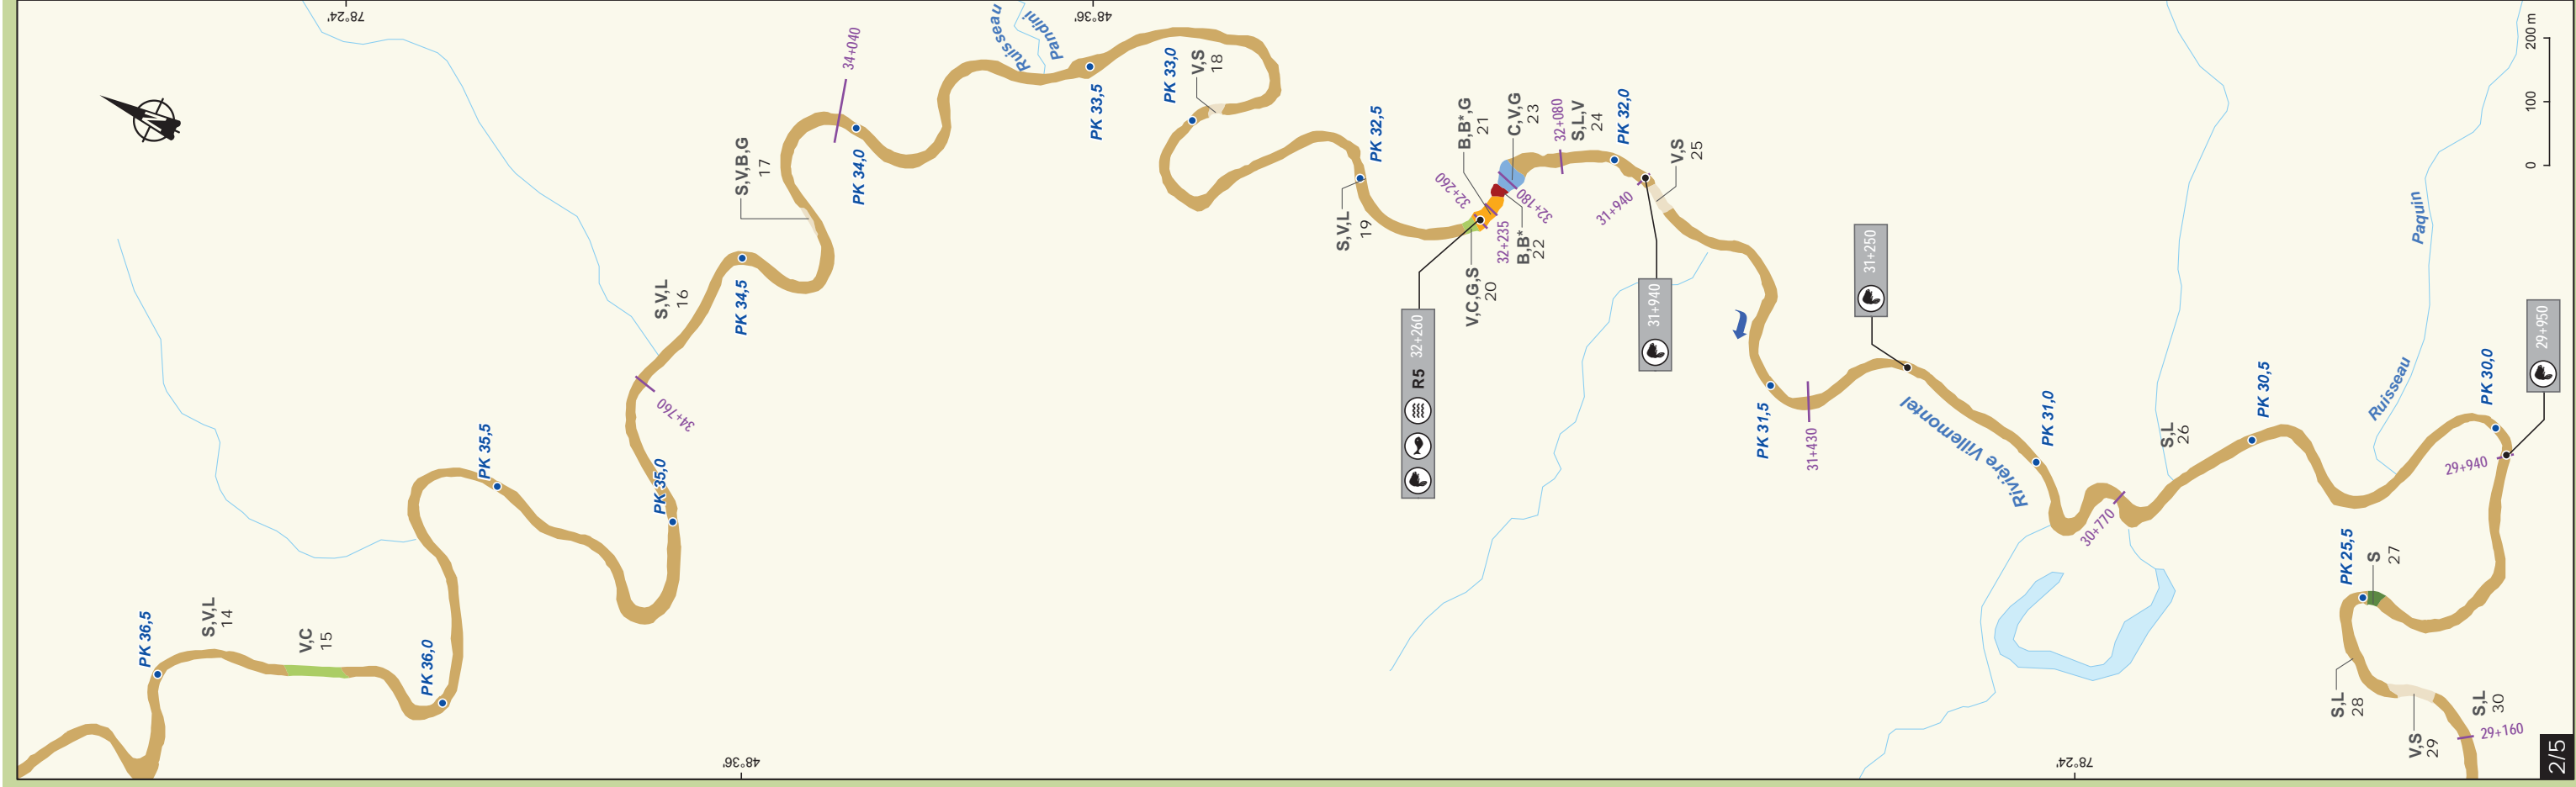 78°24'
48°36'
Ruisseau
Pandini
34+040
PK 33,0
V,S
18
200 m
100
0
PK 33,5
PK 34,0
S,V,B,G
17
PK 32,5
S,V,L
19
B,B*,G
21
C,V,G
23
32+080
S,L,V
24
PK 32,0
V,S
25
32+260
32+180
32+235
B,B*
22
31+940
V,C,G,S
20
32+260
R5
31+940
31+250
Paquin
Ruisseau
S,V,L
16
PK 34,5
34+760
PK 35,5
PK 35,0
PK 31,5
31+430
Rivière Villemontel
PK 31,0
S,L
26
PK 30,5
PK 30,0
29+950
29+940
30+770
PK 25,5
S
27
PK 36,5
S,V,L
14
V,C
15
PK 36,0
S,L
28
V,S
29
S,L
30
29+160
48°36'
78°24'
2/5